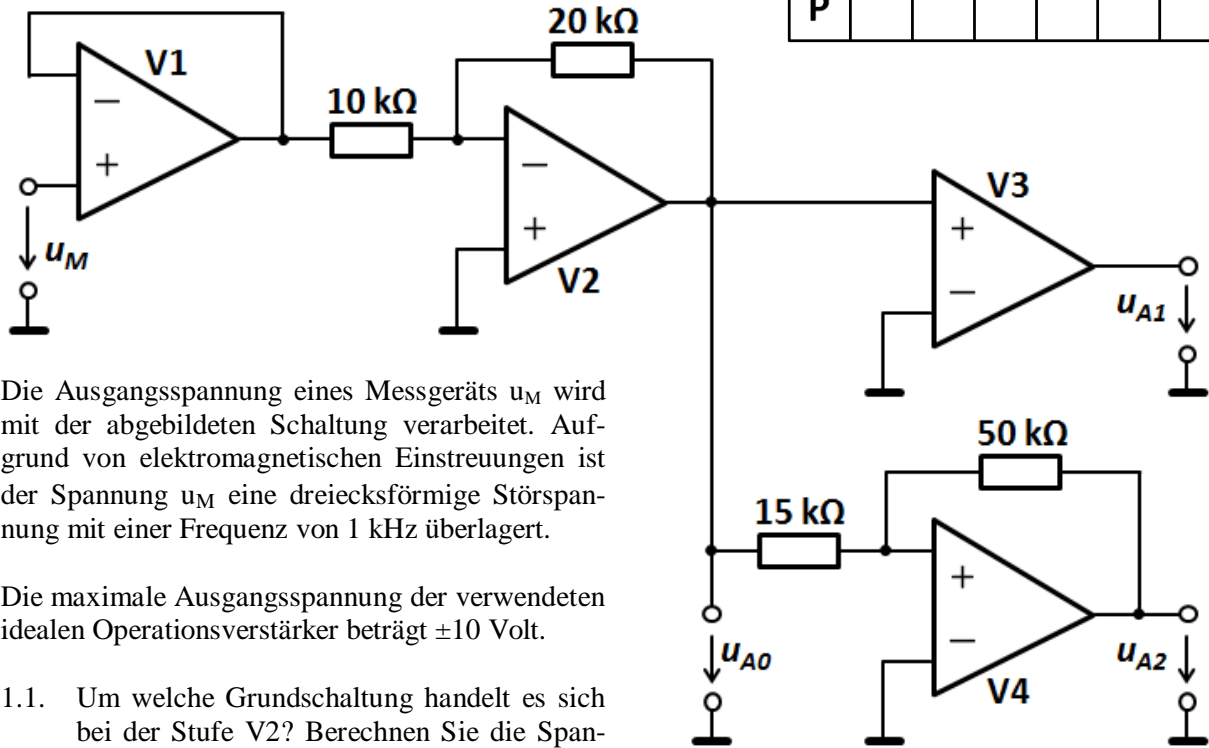 P
20 kΩ
V1
10 kΩ
−
+
−
+
V2
u_M
V3
+
−
u_A1
Die Ausgangsspannung eines Messgeräts u_M wird
mit der abgebildeten Schaltung verarbeitet. Auf-
grund von elektromagnetischen Einstreuungen ist
der Spannung u_M eine dreiecksförmige Störspan-
nung mit einer Frequenz von 1 kHz überlagert.
Die maximale Ausgangsspannung der verwendeten
idealen Operationsverstärker beträgt ±10 Volt.
1.1. Um welche Grundschaltung handelt es sich
bei der Stufe V2? Berechnen Sie die Span-
50 kΩ
15 kΩ
+
−
V4
u_A0
u_A2